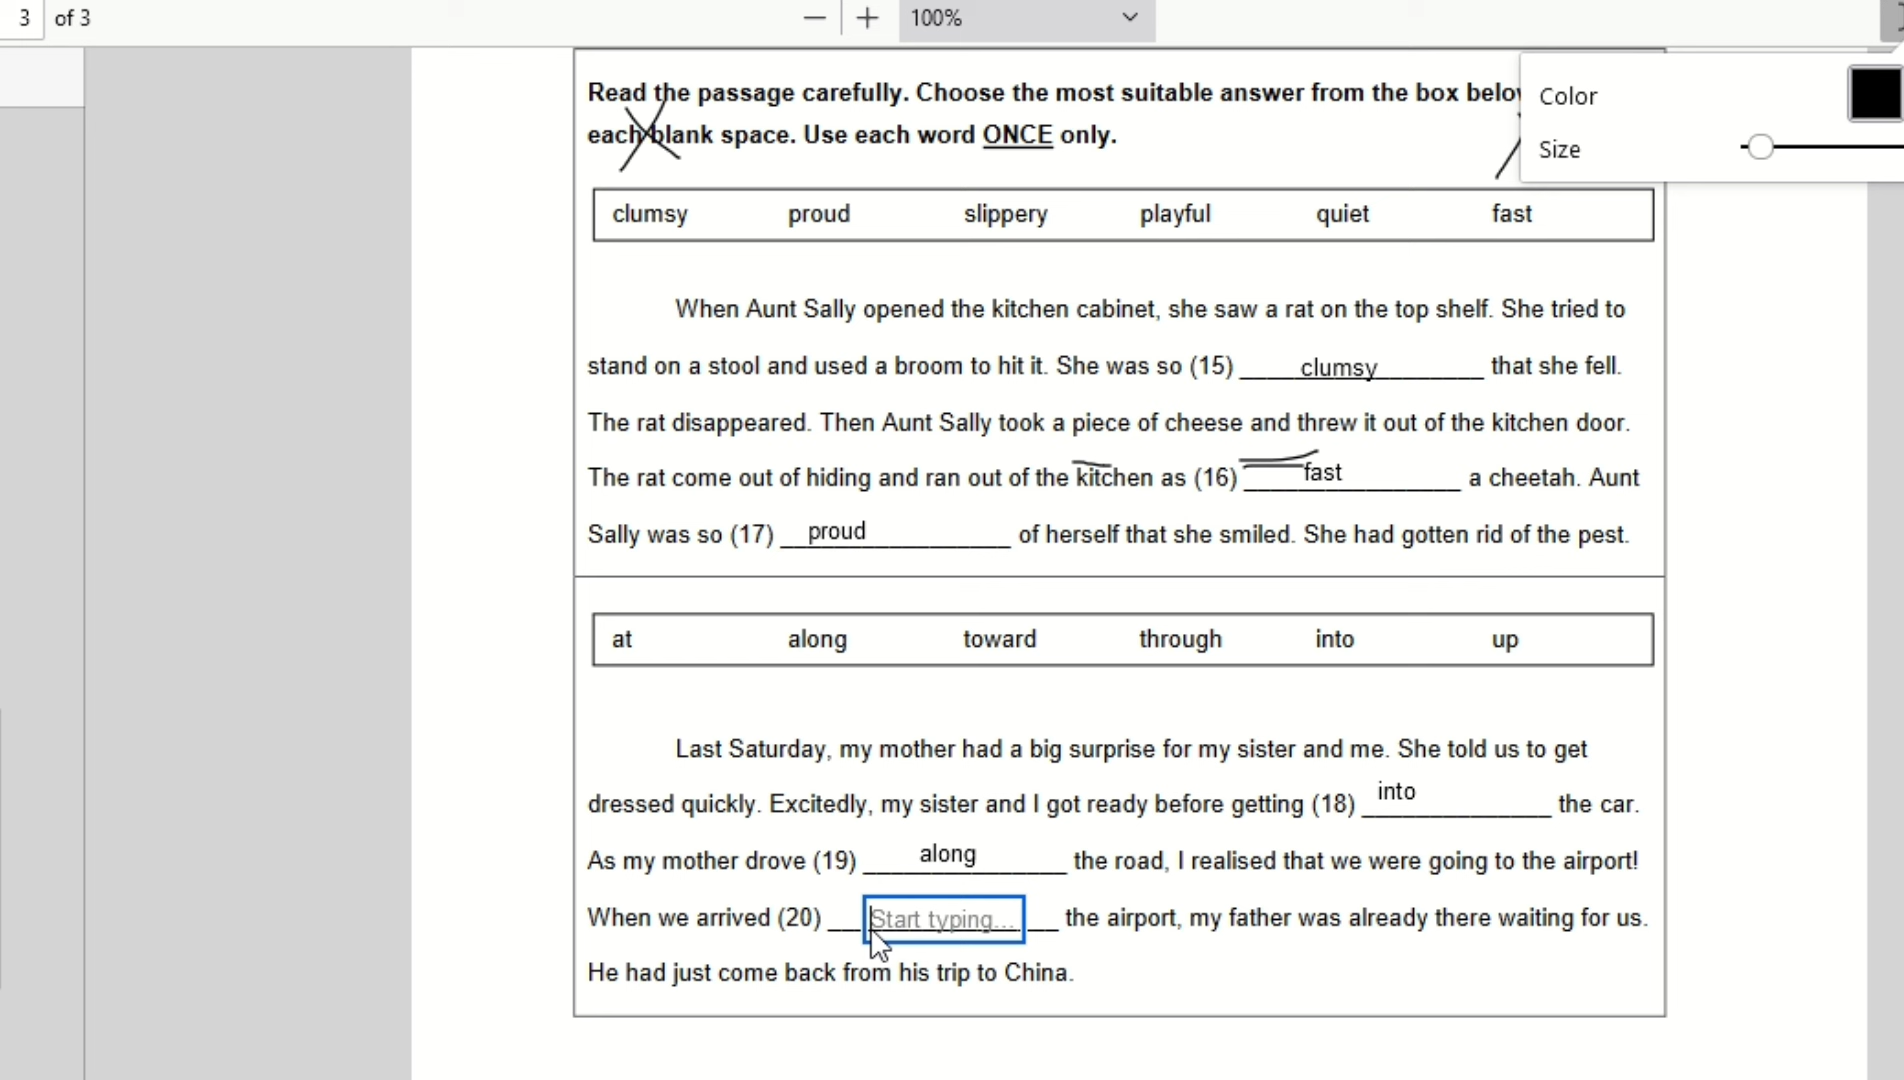 3 of 3 100%
Read the passage carefully. Choose the most suitable answer from the box
each blank space. Use each word ONCE only.
Color
Size
clumsy proud slippery playful quiet fast
When Aunt Sally opened the kitchen cabinet, she saw a rat on the top shelf. She tried to
stand on a stool and used a broom to hit it. She was so (15) clumsy that she fell.
The rat disappeared. Then Aunt Sally took a piece of cheese and threw it out of the kitchen door.
The rat come out of hiding and ran out of the kitchen as (16) fast a cheetah. Aunt
Sally was so (17) proud of herself that she smiled. She had gotten rid of the pest.
at along toward through into up
Last Saturday, my mother had a big surprise for my sister and me. She told us to get
dressed quickly. Excitedly, my sister and I got ready before getting (18) into the car.
As my mother drove (19) along the road, I realised that we were going to the airport!
When we arrived (20) Start typing... the airport, my father was already there waiting for us.
He had just come back from his trip to China.